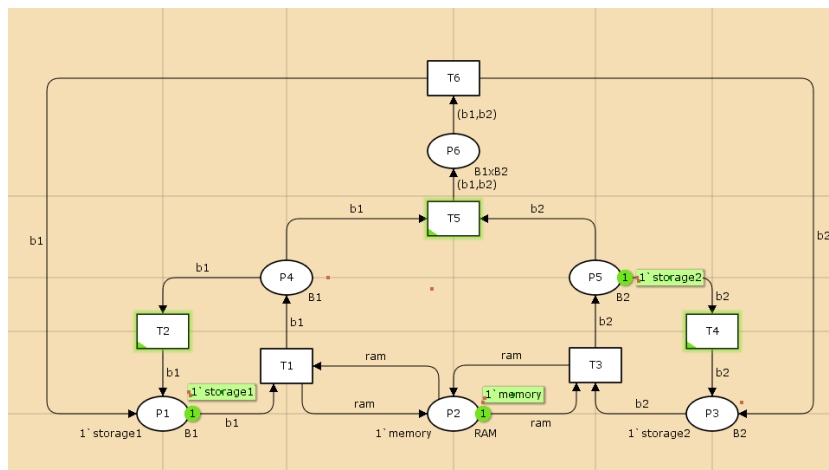 T6
(b1,b2)
P6
B1xB2
(b1,b2)
T5
b1
b2
b1
b2
b1
P4
B1
P5
B2
1
1`storage2
b2
T2
b1
T4
b2
b1
T1
ram
ram
T3
b2
1`storage1
ram
1`memory
b2
P1
1
b1
P2
1
ram
P3
1`storage1
B1
1`memory
RAM
1`storage2
B2